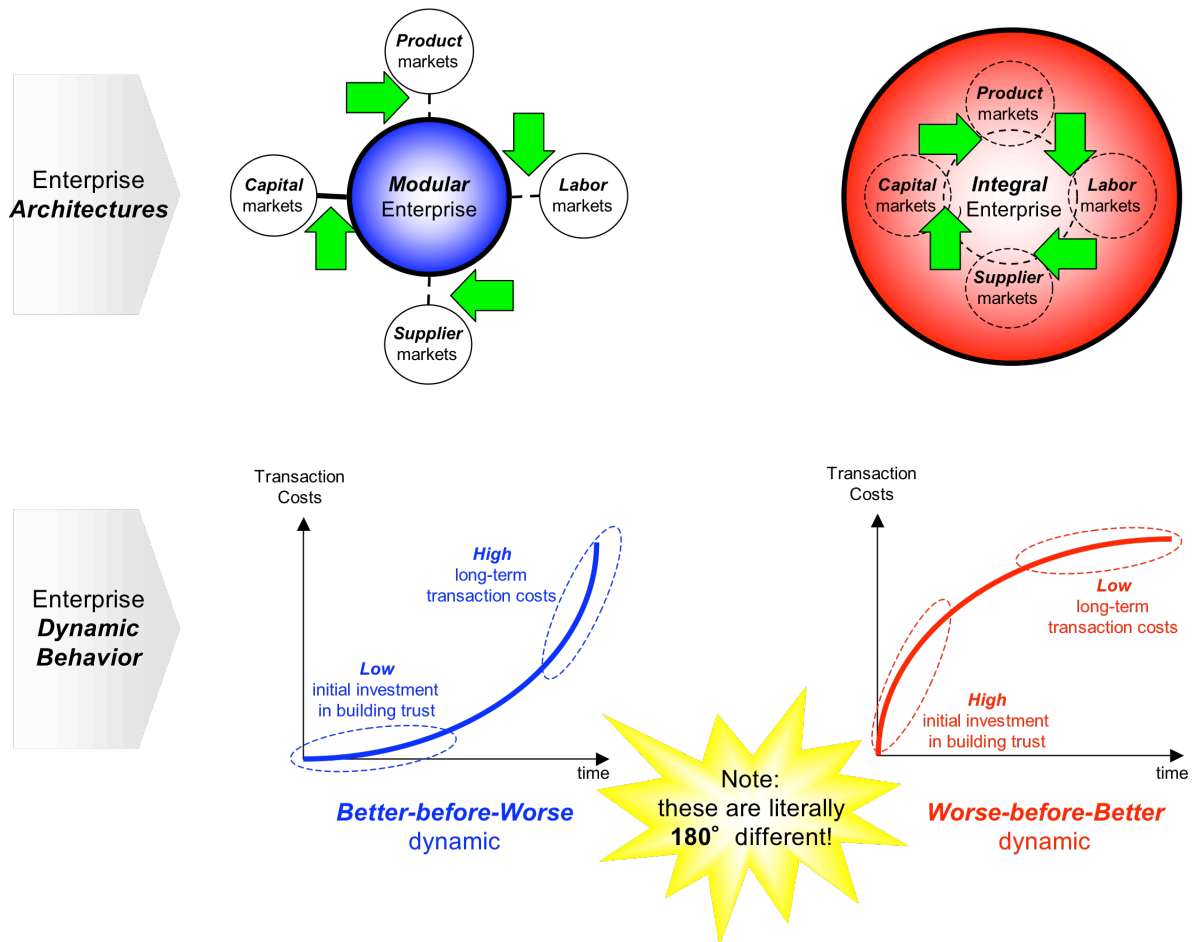 Enterprise
Architectures
Product
markets
Capital
markets
Modular
Enterprise
Labor
markets
Supplier
markets
Product
markets
Capital
markets
Integral
Enterprise
Labor
markets
Supplier
markets
Enterprise
Dynamic
Behavior
Transaction
Costs
High
long-term
transaction costs
Low
initial investment
in building trust
time
Better-before-Worse
dynamic
Note:
these are literally
180° different!
Transaction
Costs
Low
long-term
transaction costs
High
initial investment
in building trust
time
Worse-before-Better
dynamic